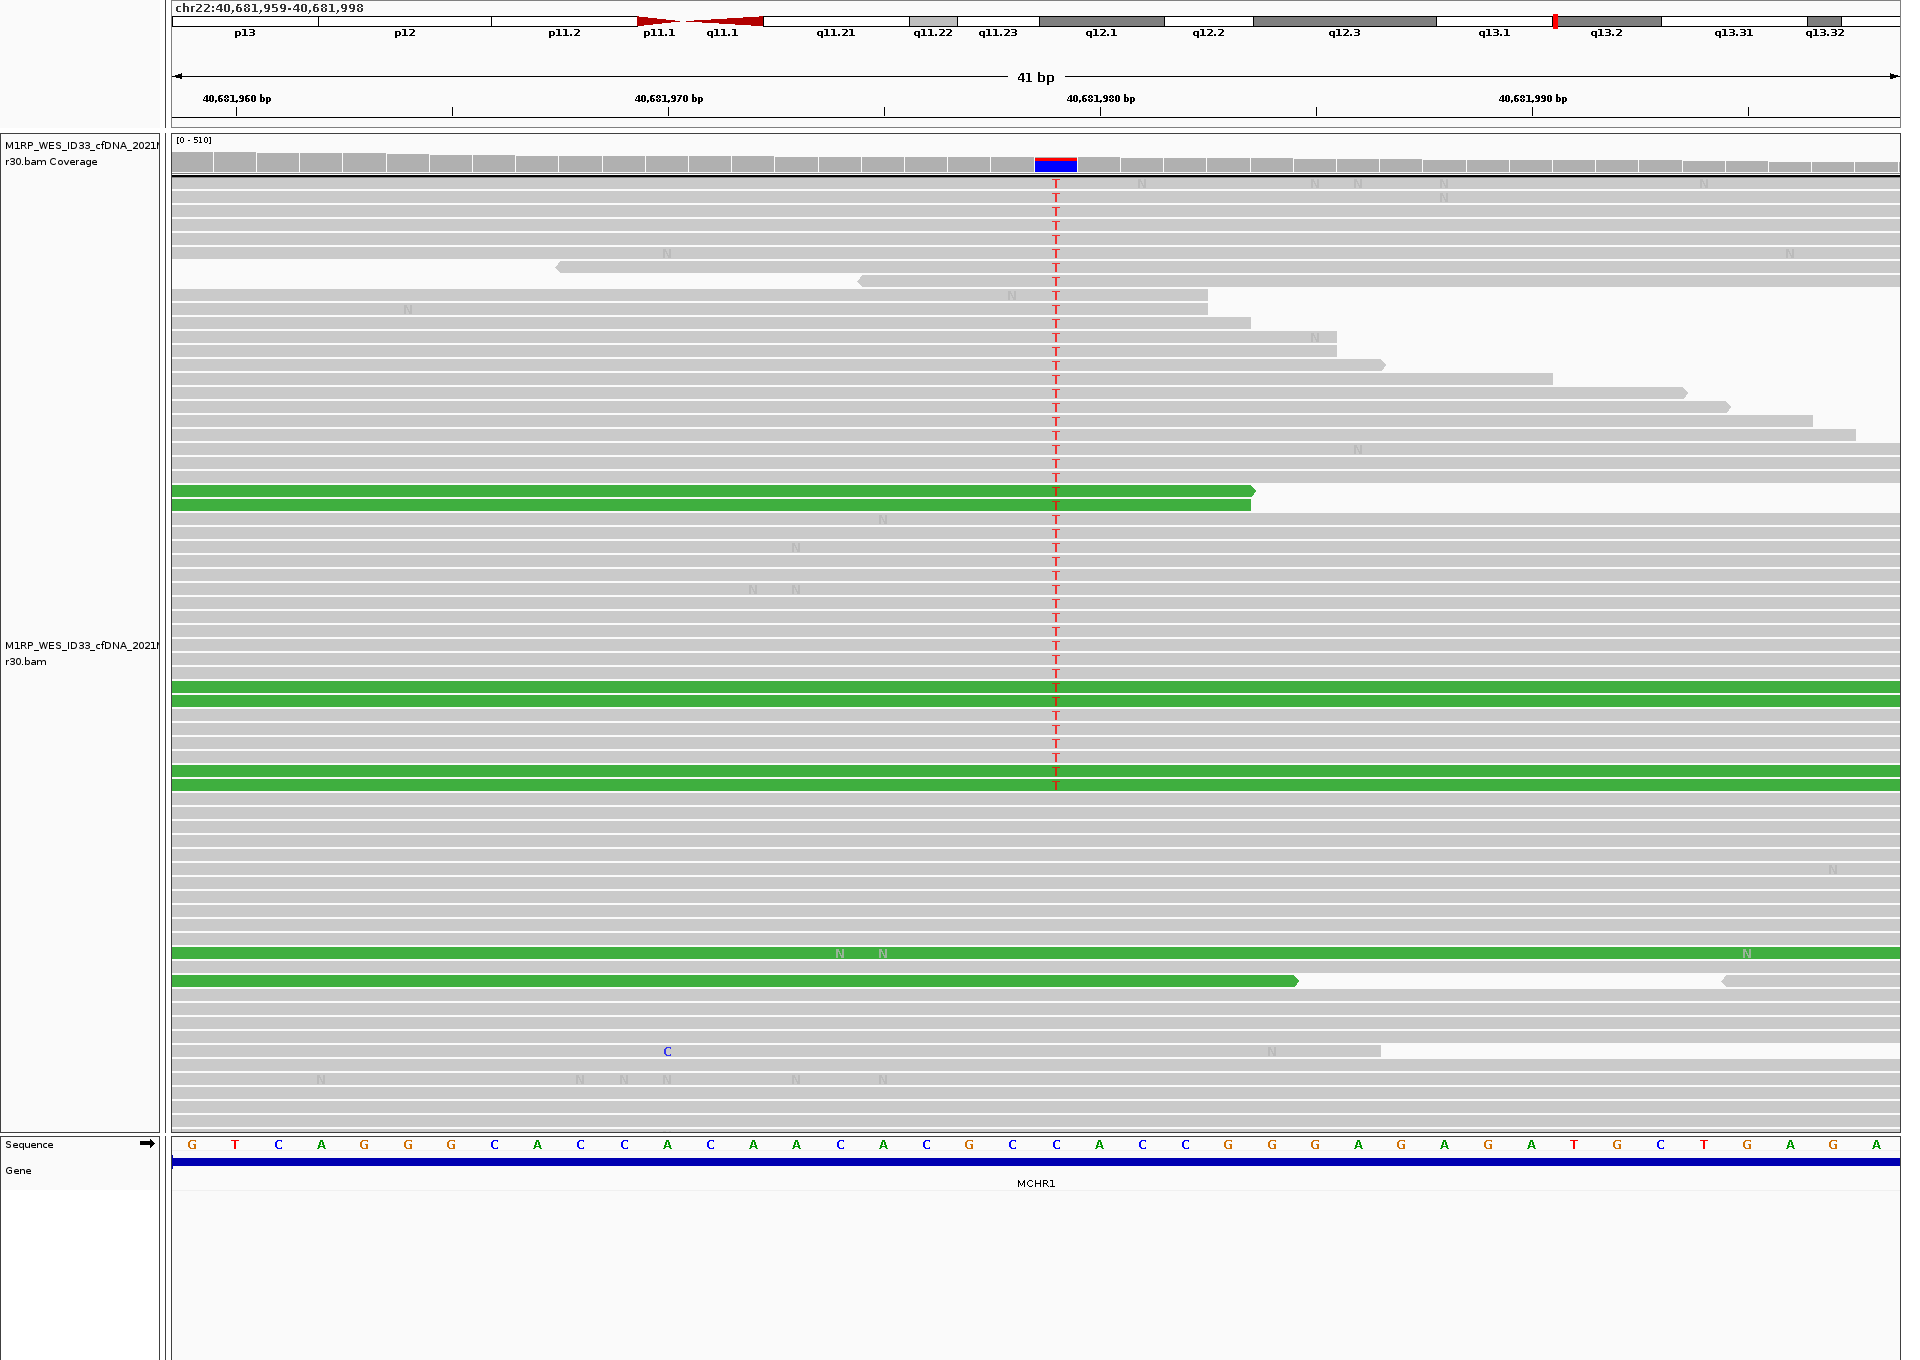 chr22:40,681,959-40,681,998
p13 p12 p11.2 p11.1 q11.1 q11.21 q11.22 q11.23 q12.1 q12.2 q12.3 q13.1 q13.2 q13.31 q13.32
41 bp
40,681,960 bp 40,681,970 bp 40,681,980 bp 40,681,990 bp
M1RP_WES_ID33_cfDNA_2021
r30.bam Coverage
[0 - 510]
T N N N N N
T N
T
T
T
N T N
T
T
N T
N T
T
T N
T
T
T
T
T
T
T
T N
T
T
T
T
N T
T
N T
T
T
N N T
T
T
T
T
T
T
T
T
T
T
T
T
T
T
M1RP_WES_ID33_cfDNA_2021
r30.bam
N
N N N
C N
N N N N N N
Sequence G T C A G G G C A C C A C A A C A C G C C A C C G G G A G A G A T G C T G A G A
Gene
MCHR1